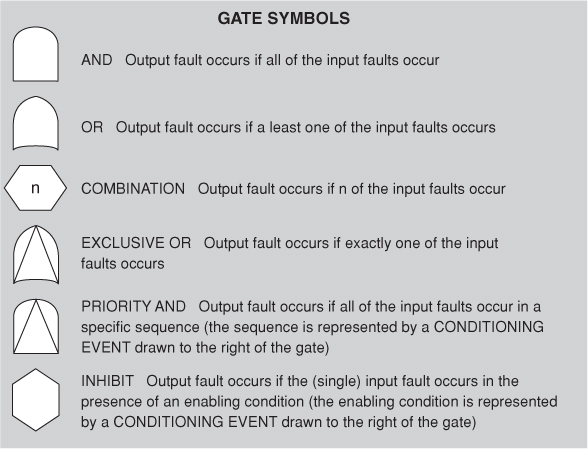 GATE SYMBOLS
AND Output fault occurs if all of the input faults occur
OR Output fault occurs if a least one of the input faults occurs
n
COMBINATION Output fault occurs if n of the input faults occur
EXCLUSIVE OR Output fault occurs if exactly one of the input
faults occurs
PRIORITY AND Output fault occurs if all of the input faults occur in a
specific sequence (the sequence is represented by a CONDITIONING
EVENT drawn to the right of the gate)
INHIBIT Output fault occurs if the (single) input fault occurs in the
presence of an enabling condition (the enabling condition is represented
by a CONDITIONING EVENT drawn to the right of the gate)